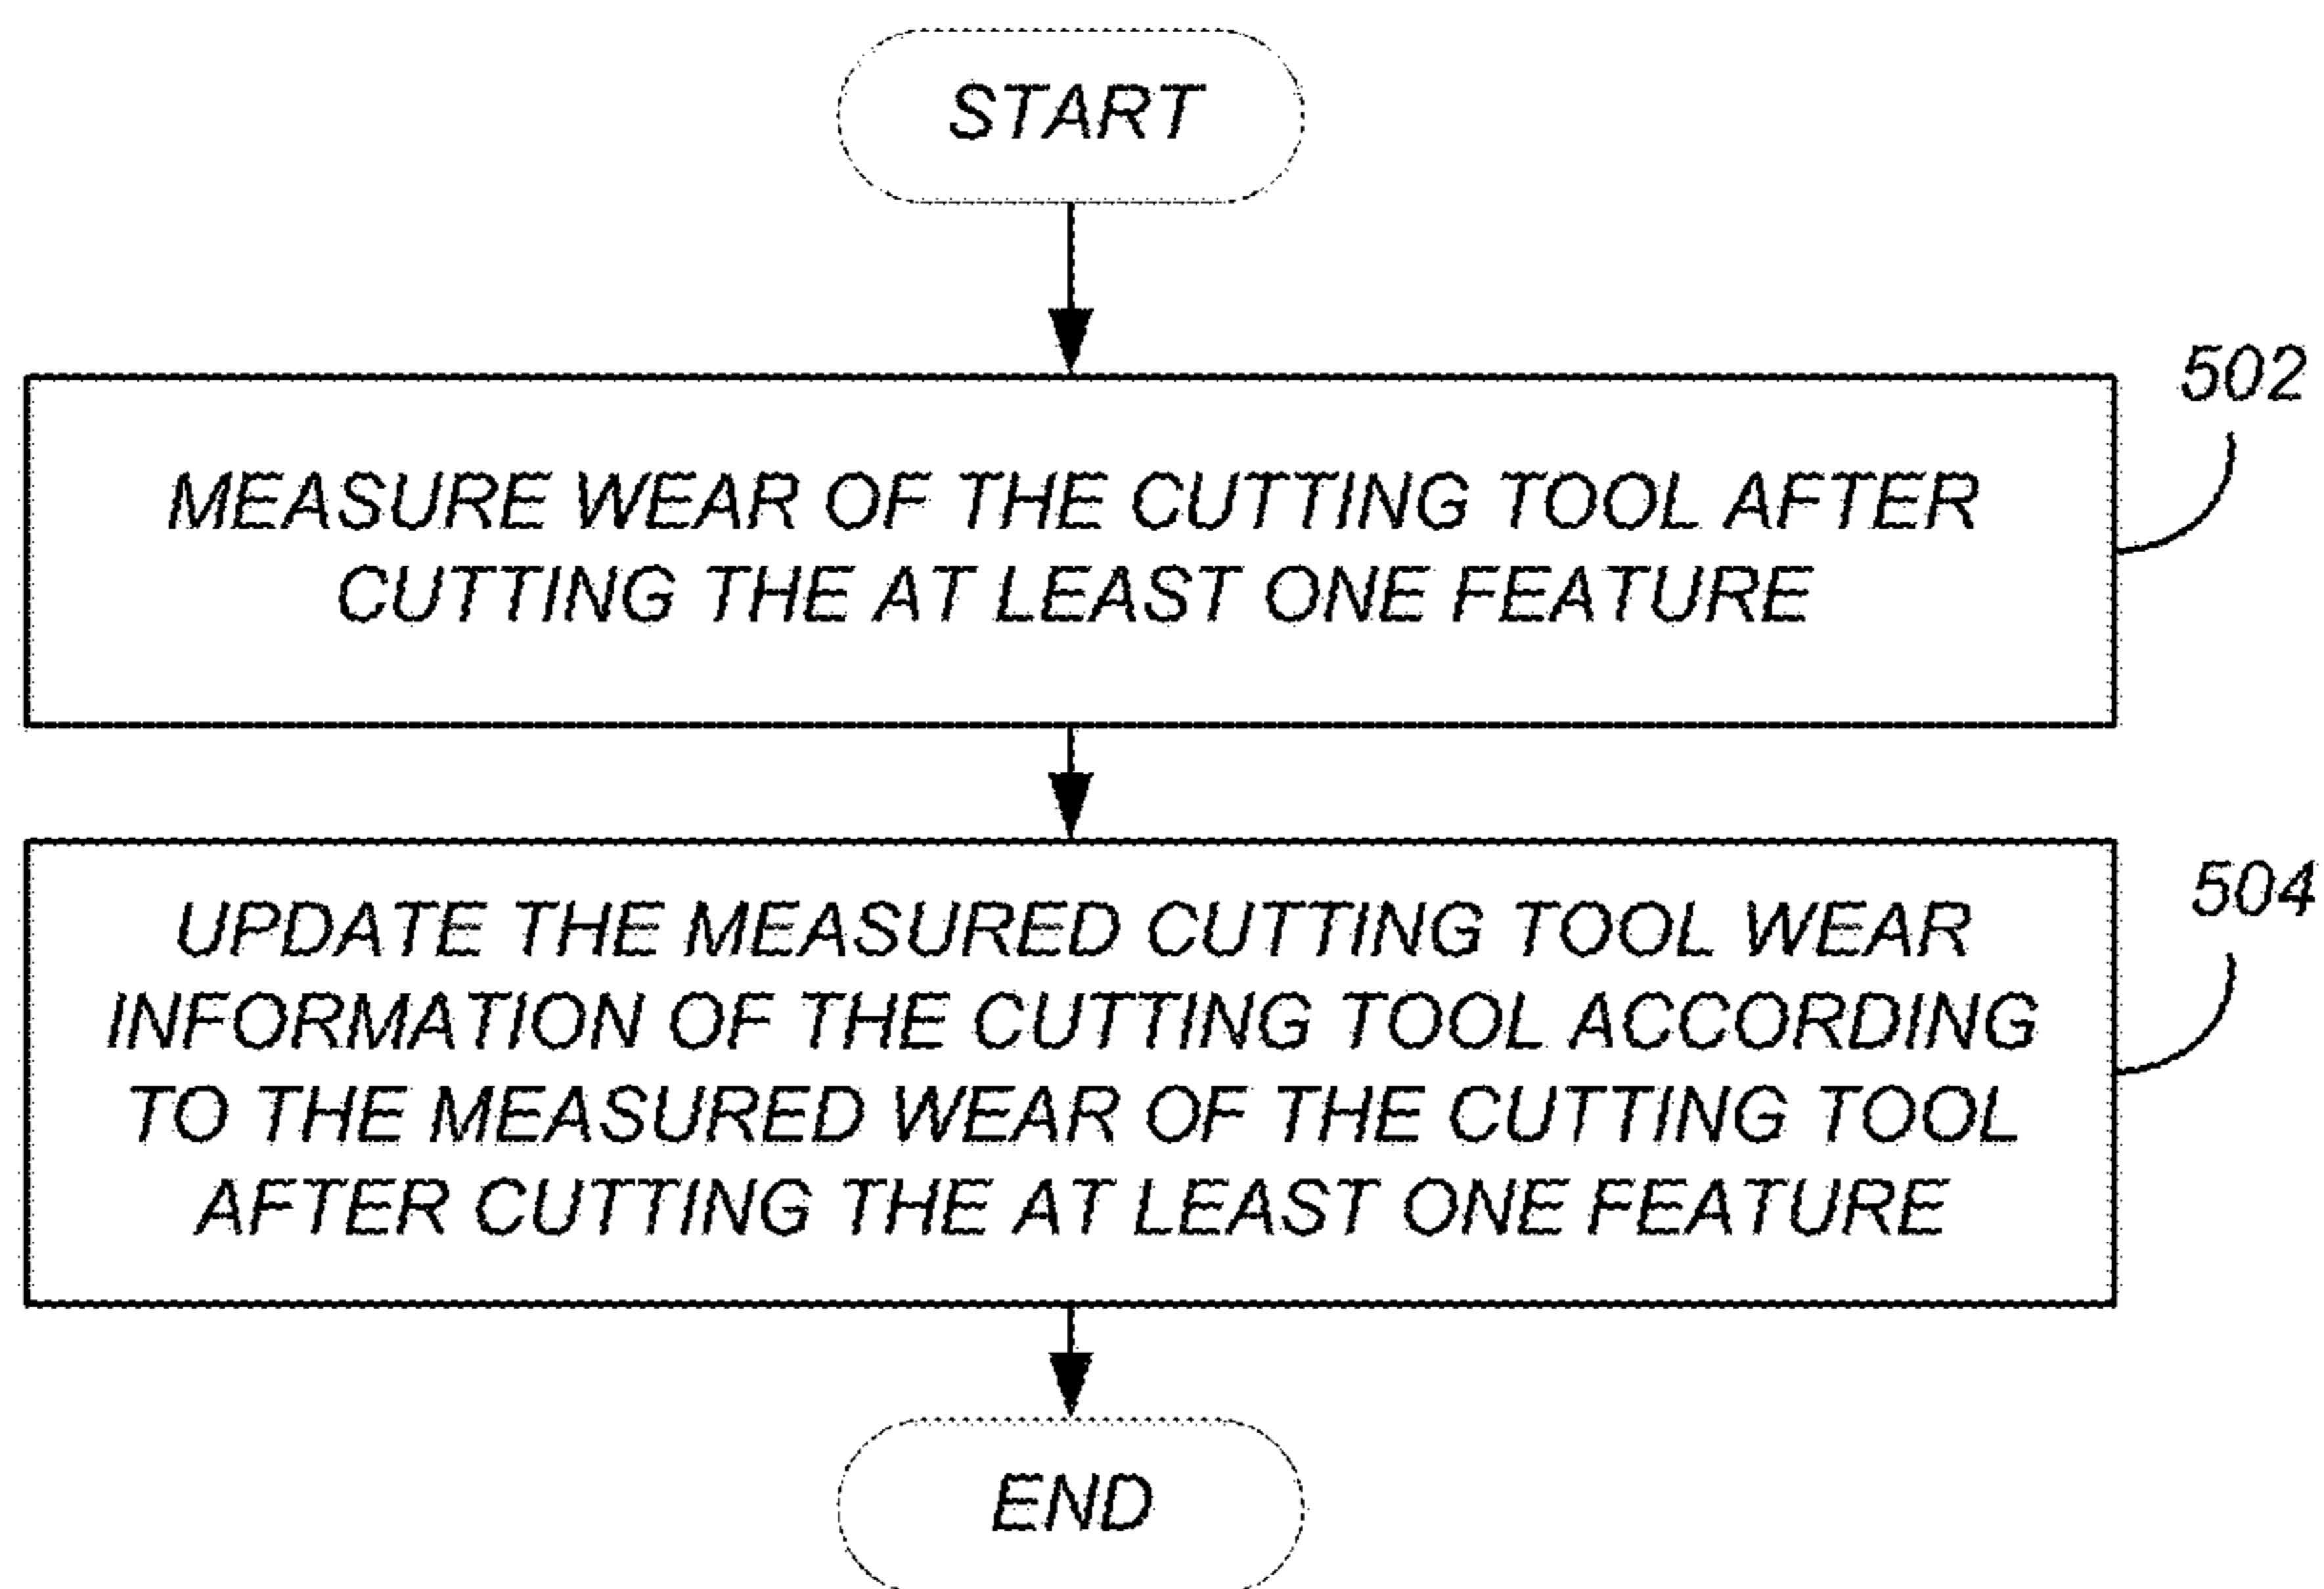 START
502
MEASURE WEAR OF THE CUTTING TOOL AFTER
CUTTING THE AT LEAST ONE FEATURE
504
UPDATE THE MEASURED CUTTING TOOL WEAR
INFORMATION OF THE CUTTING TOOL ACCORDING
TO THE MEASURED WEAR OF THE CUTTING TOOL
AFTER CUTTING THE AT LEAST ONE FEATURE
END